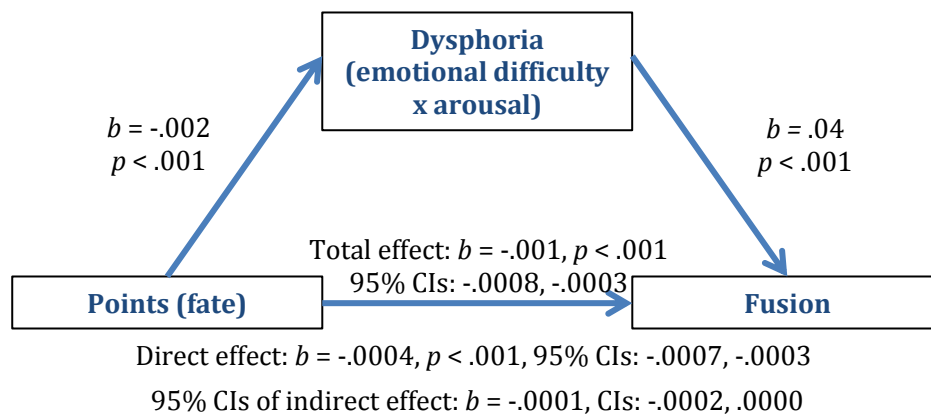 Dysphoria
(emotional difficulty
x arousal)
b = -.002
p < .001
b = .04
p < .001
Total effect: b = -.001, p < .001
95% CIs: -.0008, -.0003
Points (fate)
Fusion
Direct effect: b = -.0004, p < .001, 95% CIs: -.0007, -.0003
95% CIs of indirect effect: b = -.0001, CIs: -.0002, .0000